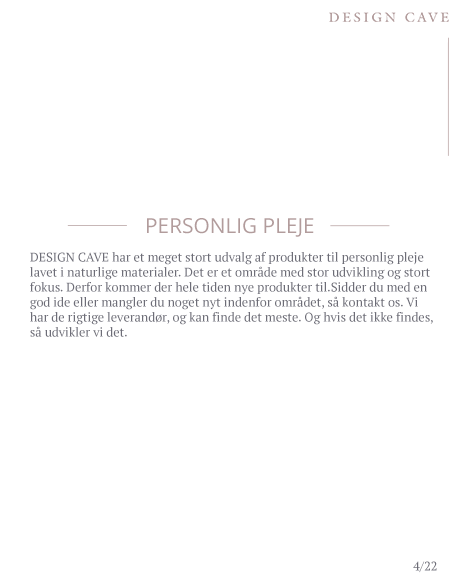 DESIGN CAVE
PERSONLIG PLEJE
DESIGN CAVE har et meget stort udvalg af produkter til personlig pleje
lavet i naturlige materialer. Det er et område med stor udvikling og stort
fokus. Derfor kommer der hele tiden nye produkter til.Sidder du med en
god ide eller mangler du noget nyt indenfor området, så kontakt os. Vi
har de rigtige leverandør, og kan finde det meste. Og hvis det ikke findes,
så udvikler vi det.
4/22